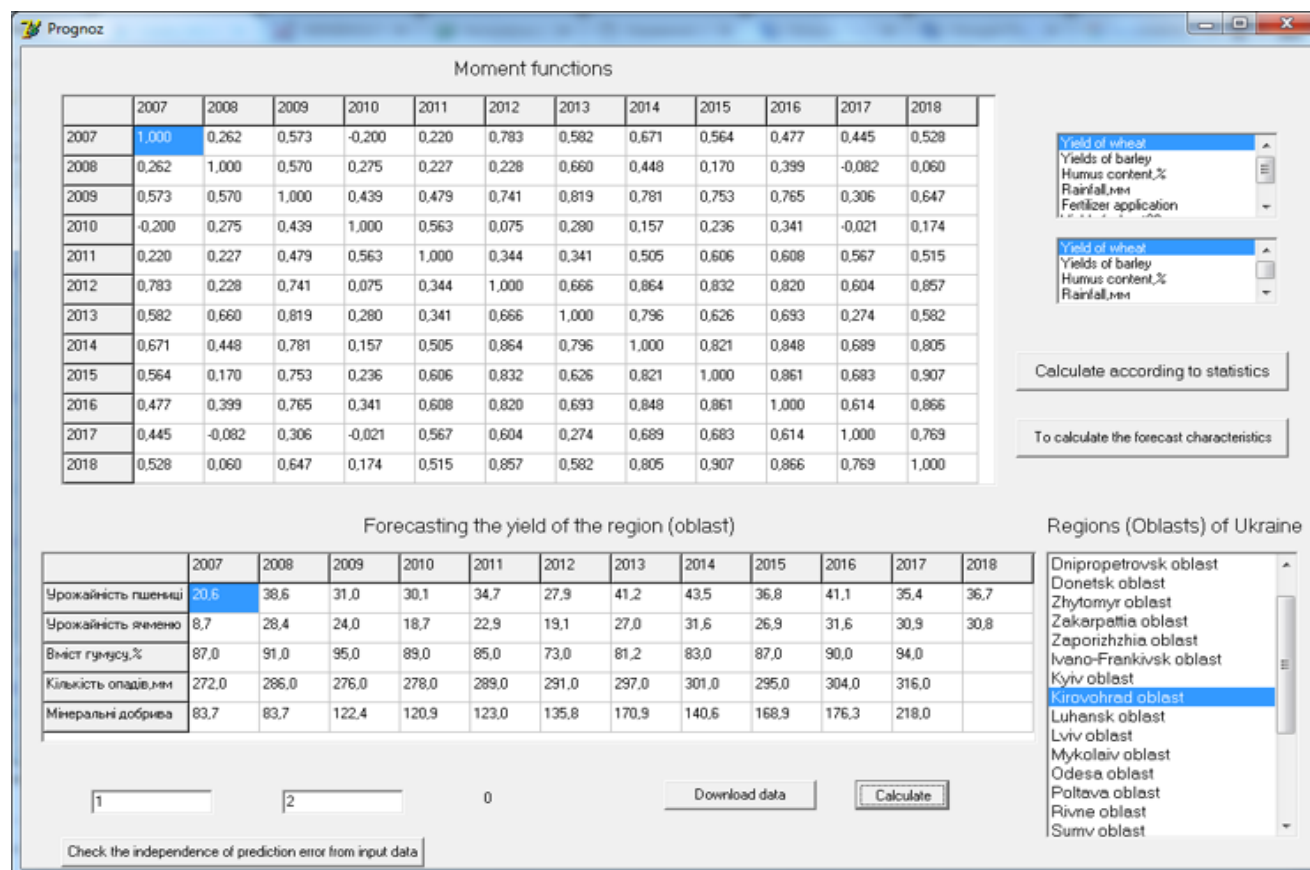 Prognoz
Moment functions
2007 2008 2009 2010 2011 2012 2013 2014 2015 2016 2017 2018
2007 1,000 0,262 0,573 -0,200 0,220 0,783 0,582 0,671 0,564 0,477 0,445 0,528
2008 0,262 1,000 0,570 0,275 0,227 0,228 0,660 0,448 0,170 0,399 -0,082 0,060
2009 0,573 0,570 1,000 0,439 0,479 0,741 0,819 0,781 0,753 0,765 0,306 0,647
2010 -0,200 0,275 0,439 1,000 0,563 0,075 0,280 0,157 0,236 0,341 -0,021 0,174
2011 0,220 0,227 0,479 0,563 1,000 0,344 0,341 0,505 0,606 0,608 0,567 0,515
2012 0,783 0,228 0,741 0,075 0,344 1,000 0,666 0,864 0,832 0,820 0,604 0,857
2013 0,582 0,660 0,819 0,280 0,341 0,666 1,000 0,796 0,626 0,693 0,274 0,582
2014 0,671 0,448 0,781 0,157 0,505 0,864 0,796 1,000 0,821 0,848 0,689 0,805
2015 0,564 0,170 0,753 0,236 0,606 0,832 0,626 0,821 1,000 0,861 0,683 0,907
2016 0,477 0,399 0,765 0,341 0,608 0,820 0,693 0,848 0,861 1,000 0,614 0,866
2017 0,445 -0,082 0,306 -0,021 0,567 0,604 0,274 0,689 0,683 0,614 1,000 0,769
2018 0,528 0,060 0,647 0,174 0,515 0,857 0,582 0,805 0,907 0,866 0,769 1,000
Yield of wheat
Yields of barley
Humus content,%
Rainfall,мм
Fertilizer application
Yield of wheat
Yields of barley
Humus content,%
Rainfall,мм
Calculate according to statistics
To calculate the forecast characteristics
Forecasting the yield of the region (oblast)
2007 2008 2009 2010 2011 2012 2013 2014 2015 2016 2017 2018
Урожайність пшениці 20,6 38,6 31,0 30,1 34,7 27,9 41,2 43,5 36,8 41,1 35,4 36,7
Урожайність ячменю 8,7 28,4 24,0 18,7 22,9 19,1 27,0 31,6 26,9 31,6 30,9 30,8
Вміст гумусу,% 87,0 91,0 95,0 89,0 85,0 73,0 81,2 83,0 87,0 90,0 94,0
Кількість опадів,мм 272,0 286,0 276,0 278,0 289,0 291,0 297,0 301,0 295,0 304,0 316,0
Мінеральні добрива 83,7 83,7 122,4 120,9 123,0 135,8 170,9 140,6 168,9 176,3 218,0
Regions (Oblasts) of Ukraine
Dnipropetrovsk oblast
Donetsk oblast
Zhytomyr oblast
Zakarpattia oblast
Zaporizhzhia oblast
Ivano-Frankivsk oblast
Kyiv oblast
Kirovohrad oblast
Luhansk oblast
Lviv oblast
Mykolaiv oblast
Odesa oblast
Poltava oblast
Rivne oblast
Sumy oblast
1 2 0
Download data
Calculate
Check the independence of prediction error from input data